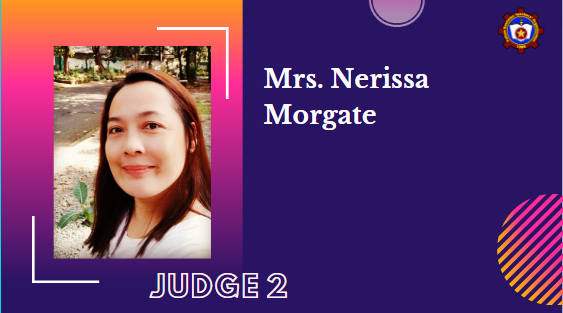 Mrs. Nerissa
Morgate
JUDGE 2